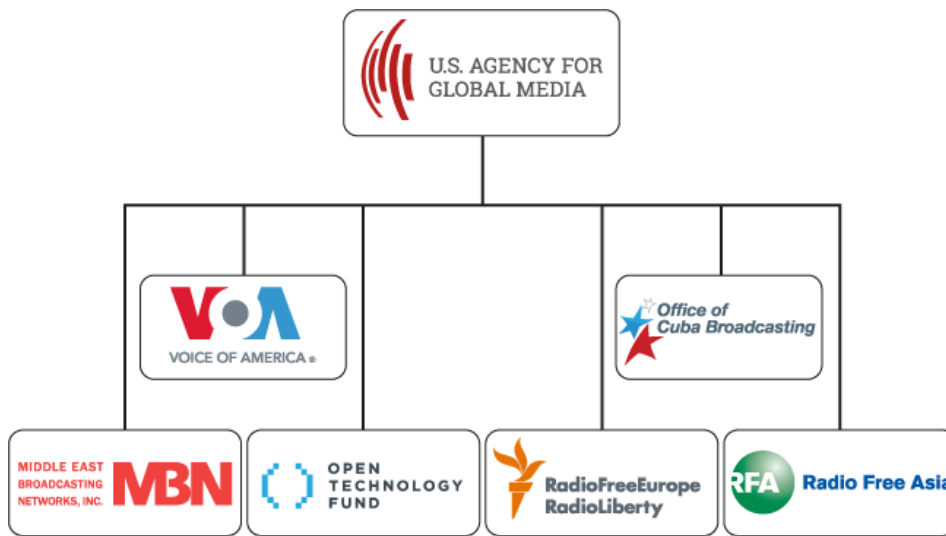 U.S. AGENCY FOR
GLOBAL MEDIA
VOA
VOICE OF AMERICA ®
Office of
Cuba Broadcasting
MIDDLE EAST
BROADCASTING
NETWORKS, INC.
MBN
OPEN
TECHNOLOGY
FUND
RadioFreeEurope
RadioLiberty
RFA
Radio Free Asia